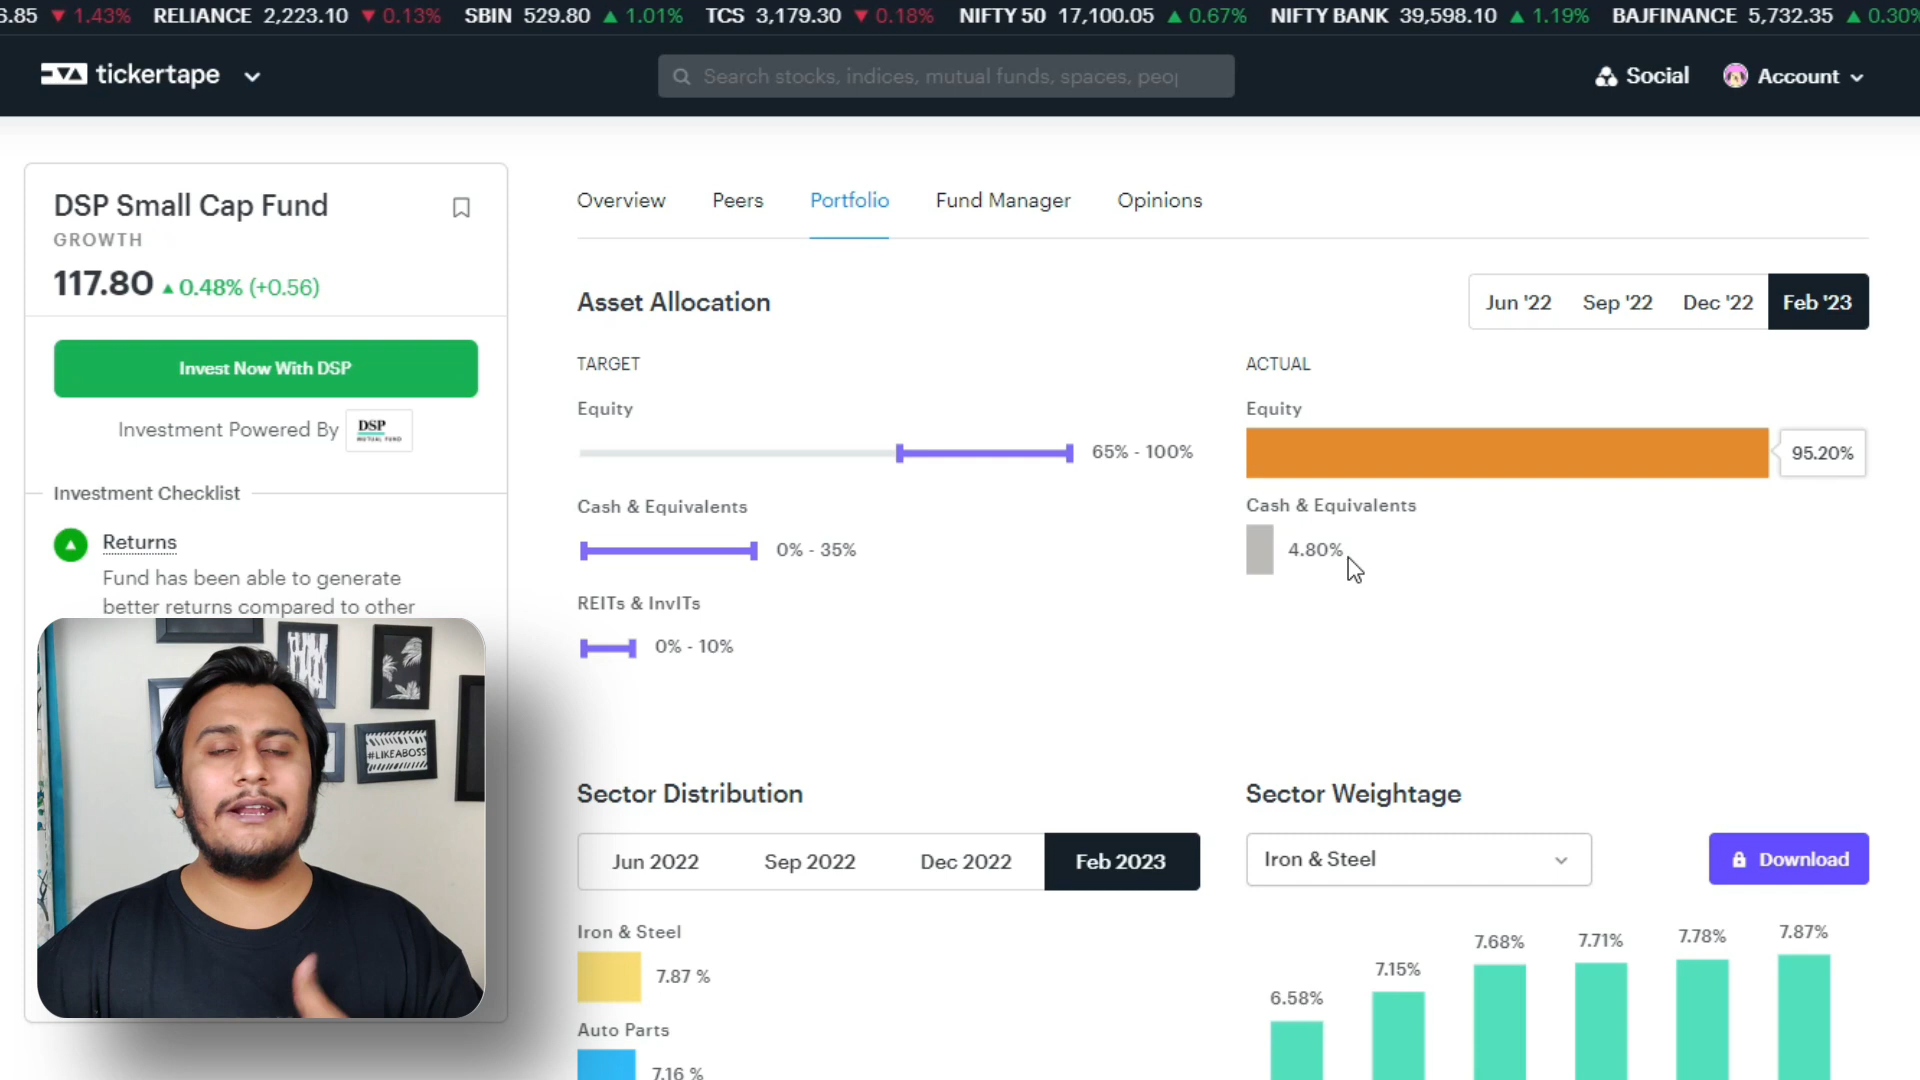 6.85 ▼ 1.43% RELIANCE 2,223.10 ▼ 0.13% SBIN 529.80 ▲ 1.01% TCS 3,179.30 ▼ 0.18% NIFTY 50 17,100.05 ▲ 0.67% NIFTY BANK 39,598.10 ▲ 1.19% BAJFINANCE 5,732.35 ▲ 0.30%
tickertape
Search stocks, indices, mutual funds, spaces, peop
Social
Account
DSP Small Cap Fund
GROWTH
117.80 ▲ 0.48% (+0.56)
Invest Now With DSP
Investment Powered By DSP
MUTUAL FUND
Investment Checklist
Returns
Fund has been able to generate
better returns compared to other
#LIKEABOSS
Overview Peers Portfolio Fund Manager Opinions
Asset Allocation
Jun '22 Sep '22 Dec '22 Feb '23
TARGET
Equity
65% - 100%
Cash & Equivalents
0% - 35%
REITs & InvITs
0% - 10%
ACTUAL
Equity
95.20%
Cash & Equivalents
4.80%
Sector Distribution
Jun 2022 Sep 2022 Dec 2022 Feb 2023
Iron & Steel
7.87 %
Auto Parts
7.16 %
Sector Weightage
Iron & Steel
Download
6.58% 7.15% 7.68% 7.71% 7.78% 7.87%